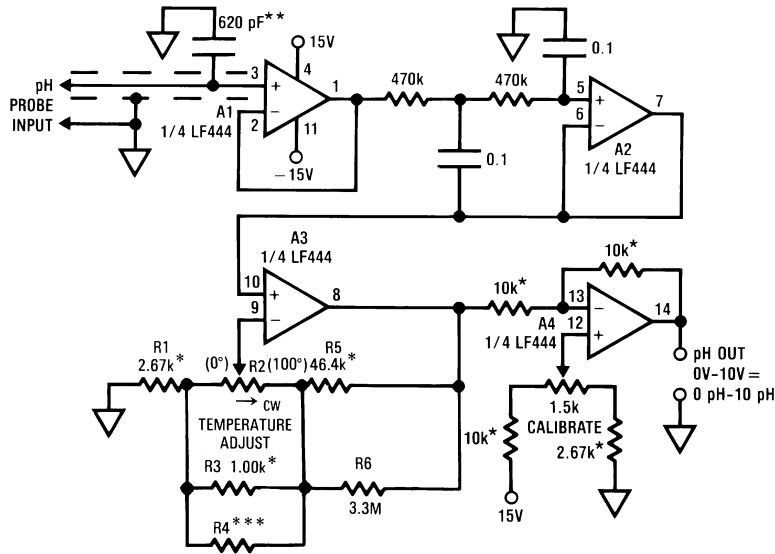 620 pF**
15V
0.1
pH
3
4
1
470k
470k
5
7
PROBE
INPUT
+
−
A1
2
1/4 LF444
11
−15V
+
−
6
A2
1/4 LF444
0.1
A3
1/4 LF444
10
+
9
−
8
10k*
10k*
13
−
14
A4
12
+
1/4 LF444
R1
2.67k*
(0°)
R2
(100°)
R5
46.4k*
→ CW
TEMPERATURE
ADJUST
R3 1.00k*
R4***
R6
3.3M
pH OUT
0V–10V =
0 pH–10 pH
1.5k
CALIBRATE
10k*
2.67k*
15V